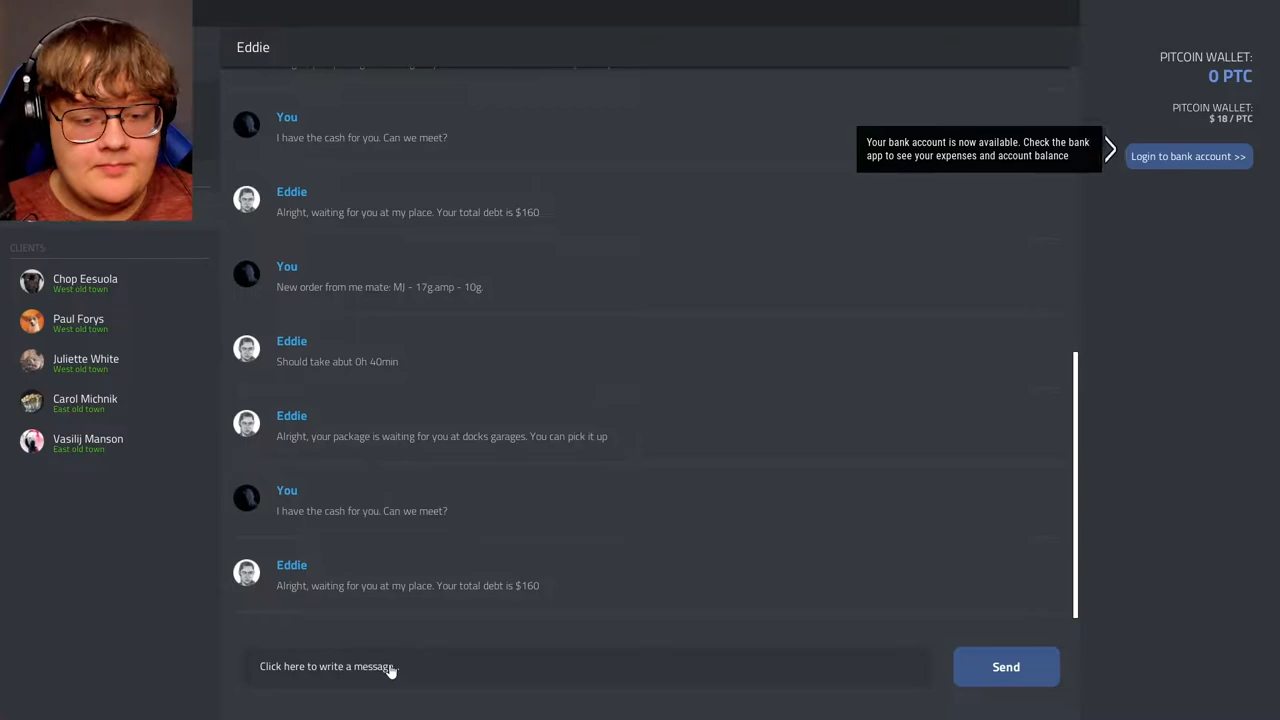 Eddie
PITCOIN WALLET:
0 PTC
PITCOIN WALLET:
$ 18 / PTC
Your bank account is now available. Check the bank
app to see your expenses and account balance
Login to bank account >>
CLIENTS
Chop Eesuola
West old town
Paul Forys
West old town
Juliette White
West old town
Carol Michnik
East old town
Vasilij Manson
East old town
You
I have the cash for you. Can we meet?
Eddie
Alright, waiting for you at my place. Your total debt is $160
You
New order from me mate: MJ - 17g.amp - 10g.
Eddie
Should take abut 0h 40min
Eddie
Alright, your package is waiting for you at docks garages. You can pick it up
You
I have the cash for you. Can we meet?
Eddie
Alright, waiting for you at my place. Your total debt is $160
Click here to write a message...
Send